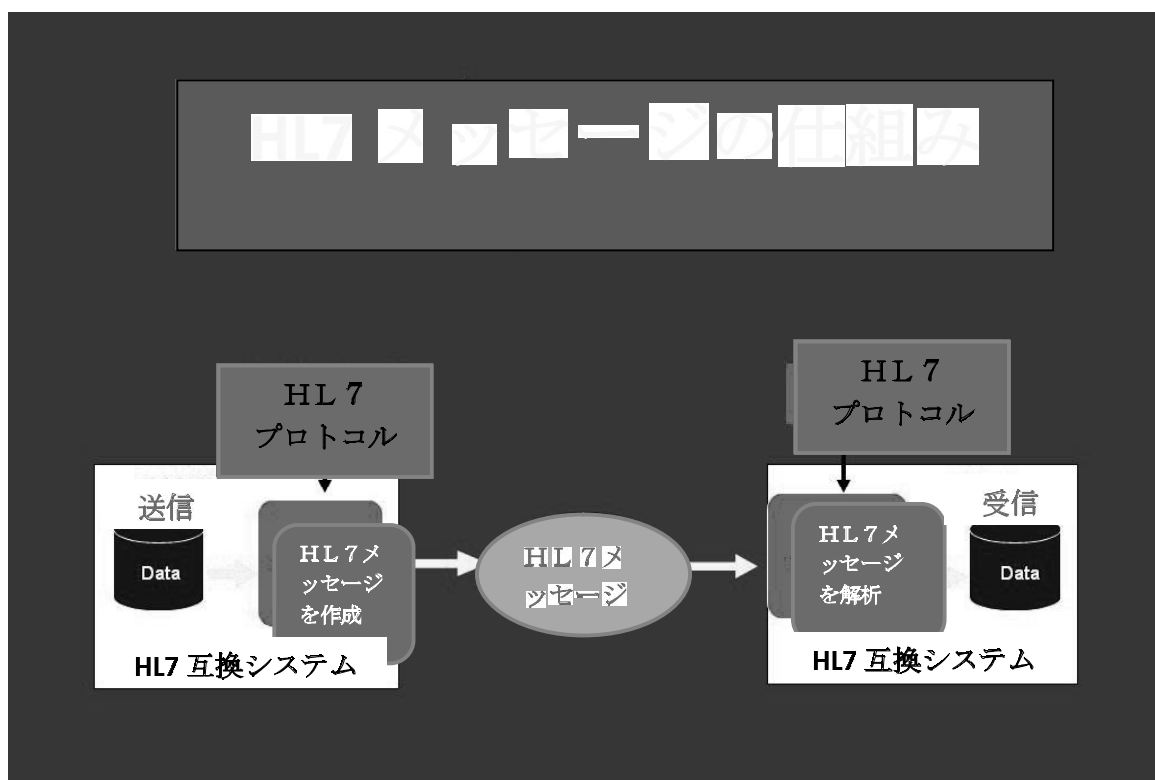 HL7 メッセージの仕組み
HL7
プロトコル
HL7
プロトコル
送信
Data
HL7メ
ッセージ
を作成
HL7 互換システム
HL7メ
ッセージ
受信
HL7メ
ッセージ
を解析
Data
HL7 互換システム